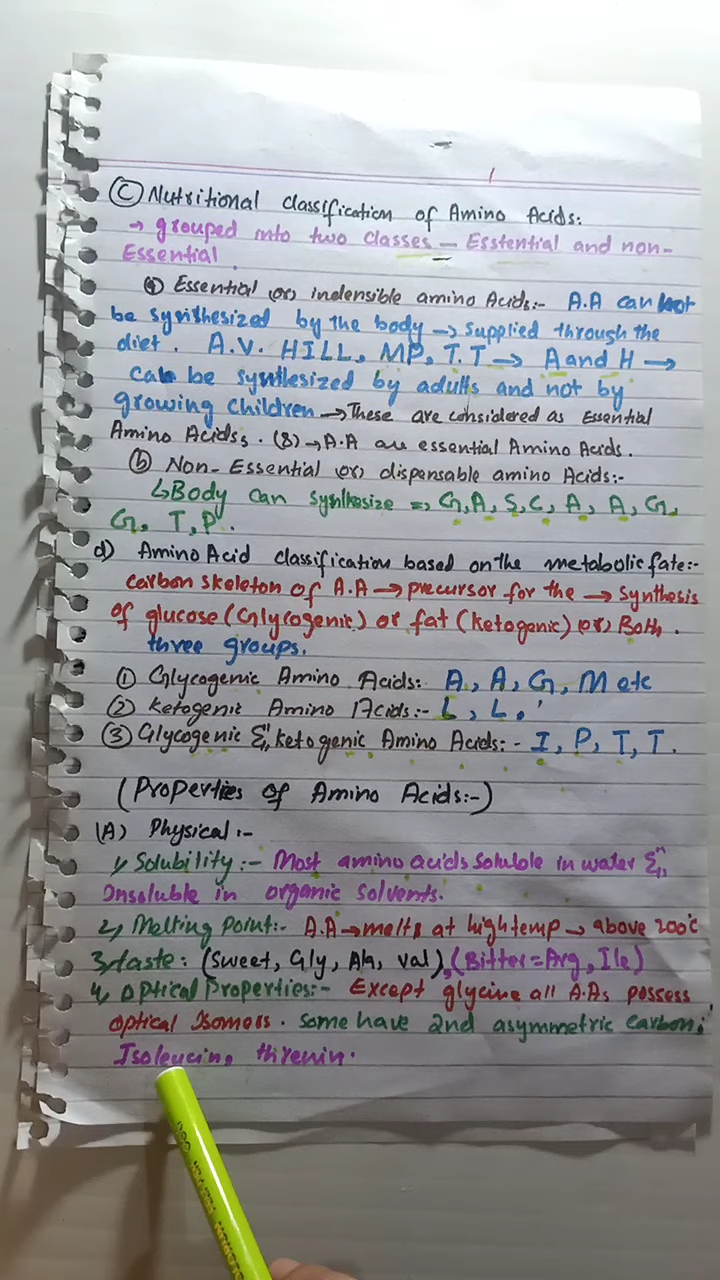 (C) Nutritional classification of Amino Acids:
→ grouped into two classes — Esstential and non-
Essential.
(a) Essential (or) indensible amino Acids:- A.A can not
be synthesized by the body → Supplied through the
diet. A.V. HILL, MP, T.T → A and H →
Can be synthesized by adults and not by
growing children → These are considered as Essential
Amino Acids. (8) → A.A are essential Amino Acids.
(b) Non-Essential (or) dispensable amino Acids:-
↳ Body can synthesize => G, A, S, C, A, A, G,
G, T, P.
d) Amino Acid classification based on the metabolic fate:-
carbon skeleton of A.A → precursor for the → synthesis
of glucose (Glycogenic) or fat (ketogenic) (or) Both.
three groups.
(1) Glycogenic Amino Acids: A, A, G, M etc
(2) Ketogenic Amino Acids:- L, L.
(3) Glycogenic & ketogenic Amino Acids:- I, P, T, T.
(Properties of Amino Acids:-)
(A) Physical:-
1) Solubility:- Most amino acids soluble in water &
Insoluble in organic solvents.
2) Melting Point:- A.A → melts at high temp → above 200°C
3) taste: (Sweet, Gly, Ala, Val), (Bitter = Arg, Ile)
4) Optical Properties:- Except glycine all A.As possess
optical Isomers. Some have 2nd asymmetric carbon;
Isoleucine, threnin.